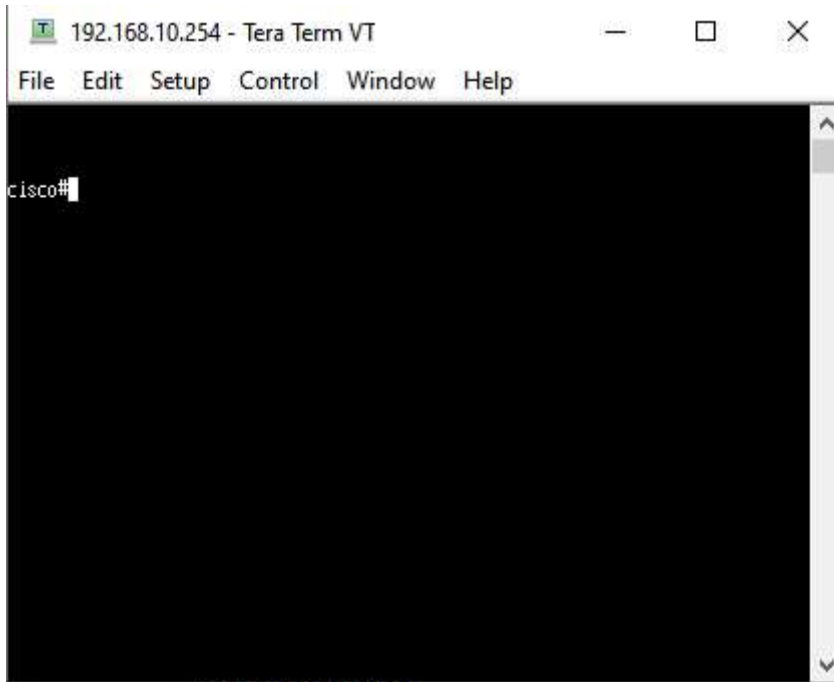 192.168.10.254 - Tera Term VT
File Edit Setup Control Window Help
cisco#